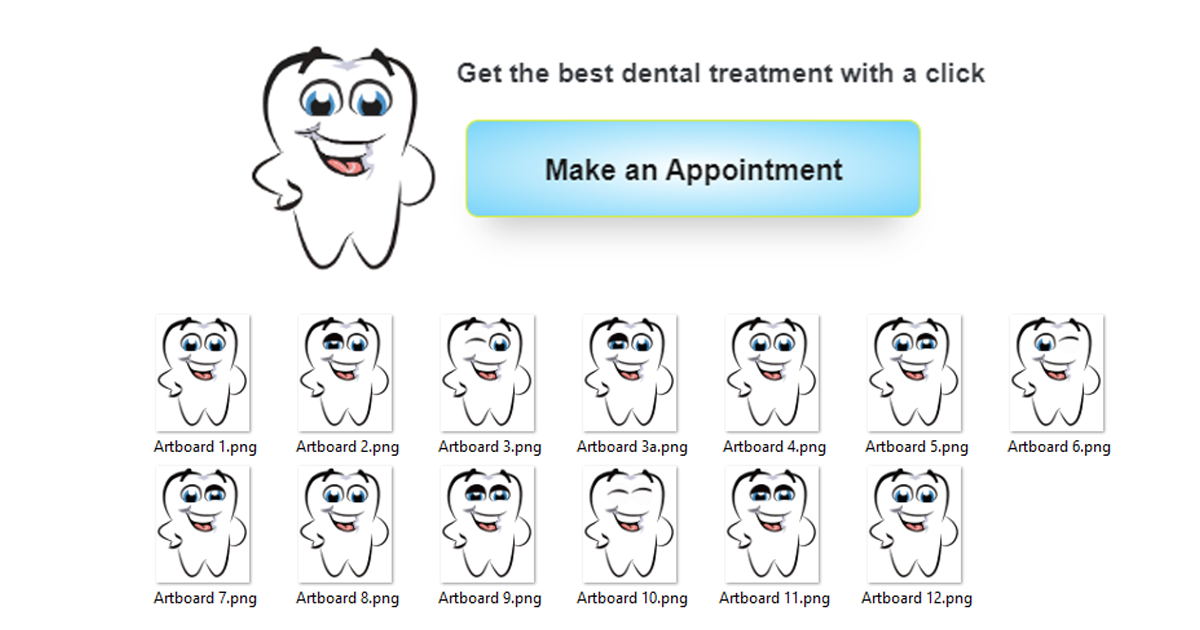 Get the best dental treatment with a click
Make an Appointment
Artboard 1.png
Artboard 2.png
Artboard 3.png
Artboard 3a.png
Artboard 4.png
Artboard 5.png
Artboard 6.png
Artboard 7.png
Artboard 8.png
Artboard 9.png
Artboard 10.png
Artboard 11.png
Artboard 12.png